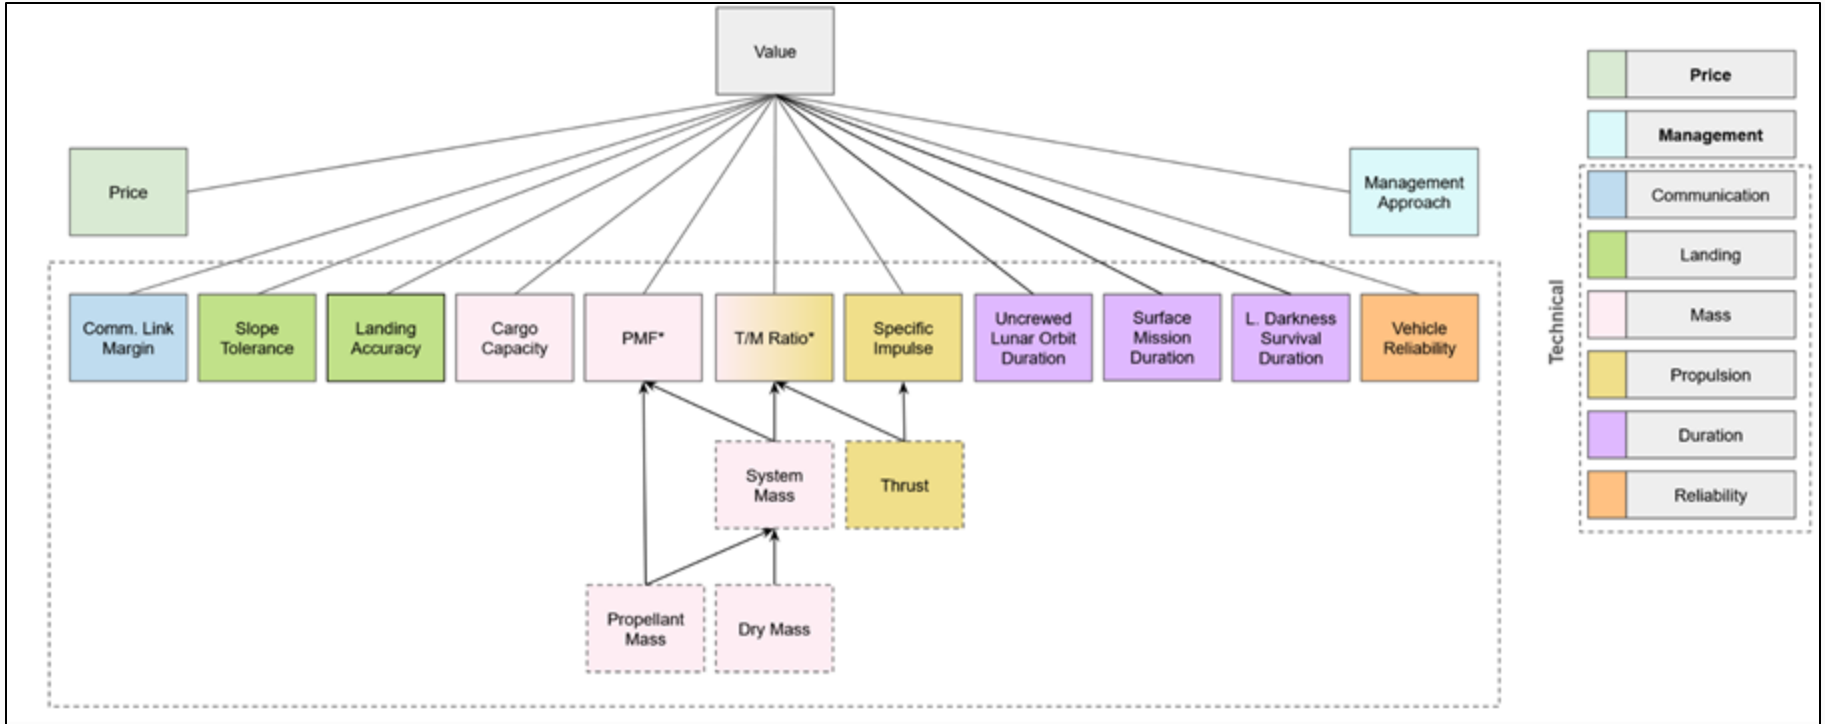 Value
Price
Management
Approach
Comm. Link
Margin
Slope
Tolerance
Landing
Accuracy
Cargo
Capacity
PMF*
T/M Ratio*
Specific
Impulse
Uncrewed
Lunar Orbit
Duration
Surface
Mission
Duration
L. Darkness
Survival
Duration
Vehicle
Reliability
System
Mass
Thrust
Propellant
Mass
Dry Mass
Price
Management
Technical
Communication
Landing
Mass
Propulsion
Duration
Reliability